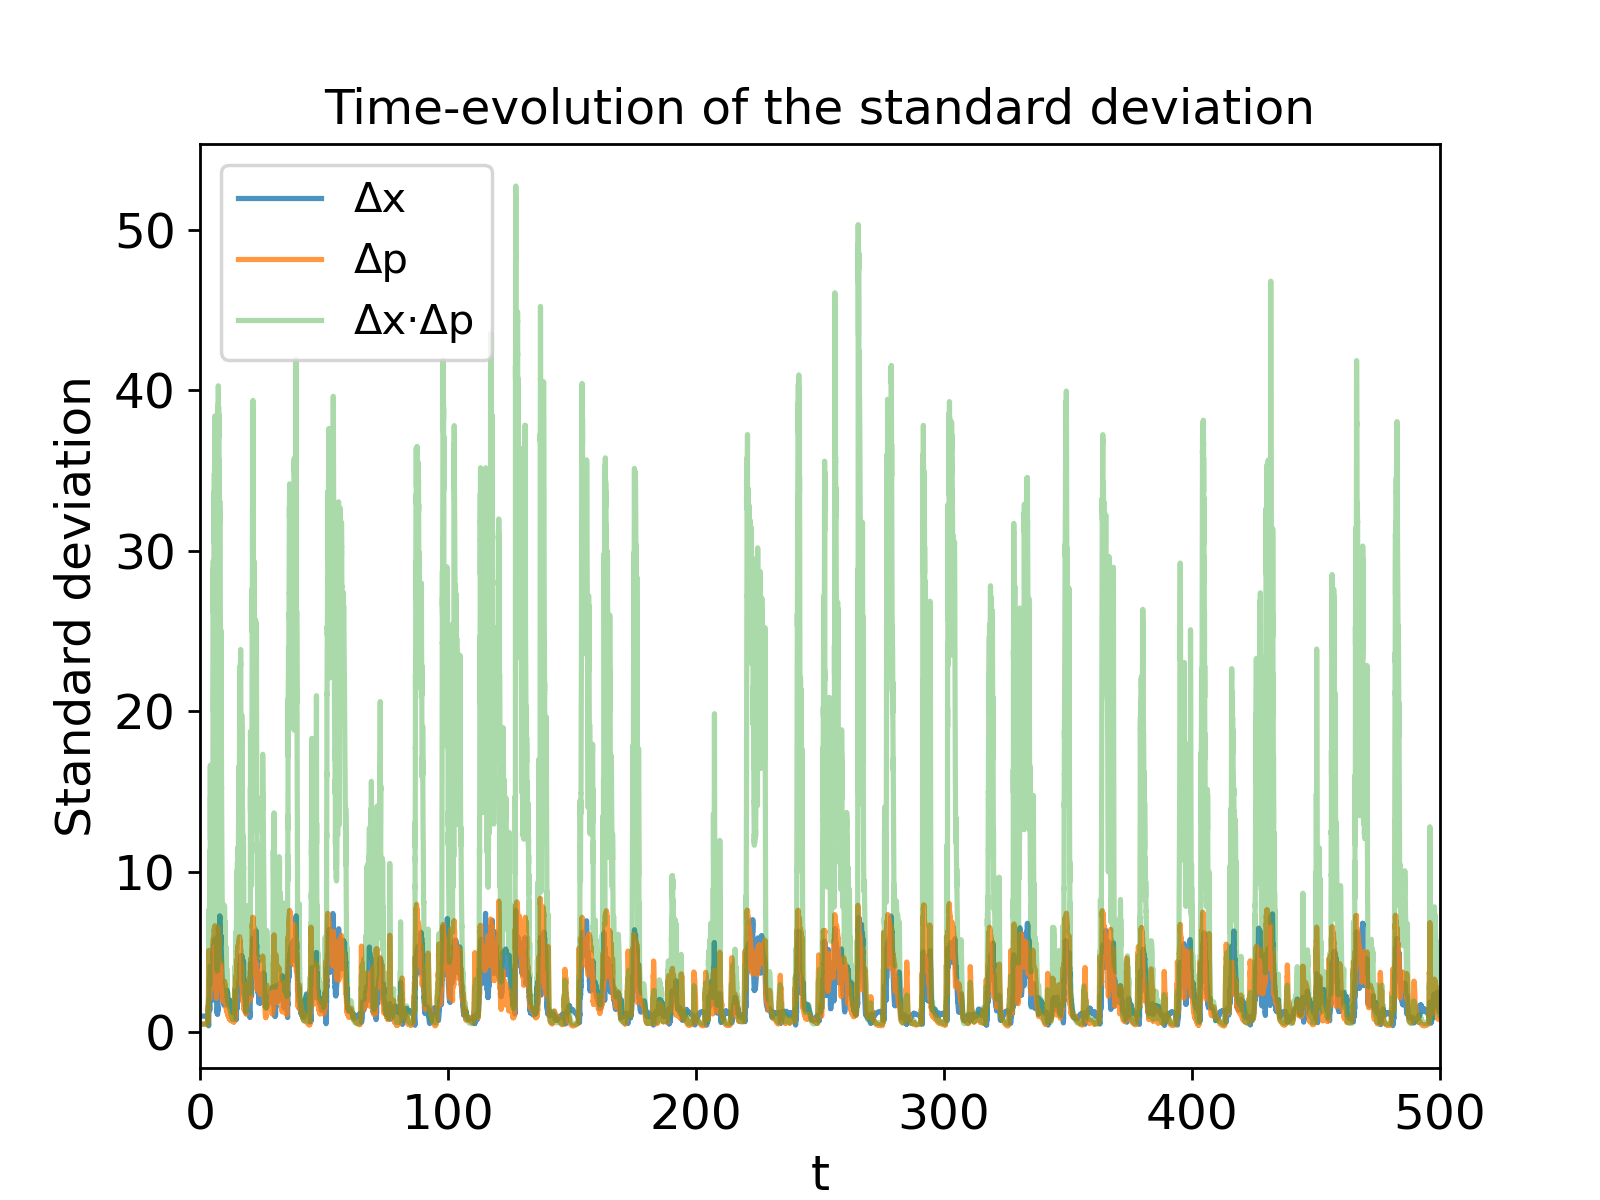 Time-evolution of the standard deviation
Δx
Δp
Δx·Δp
Standard deviation
50
40
30
20
10
0
0 100 200 300 400 500
t